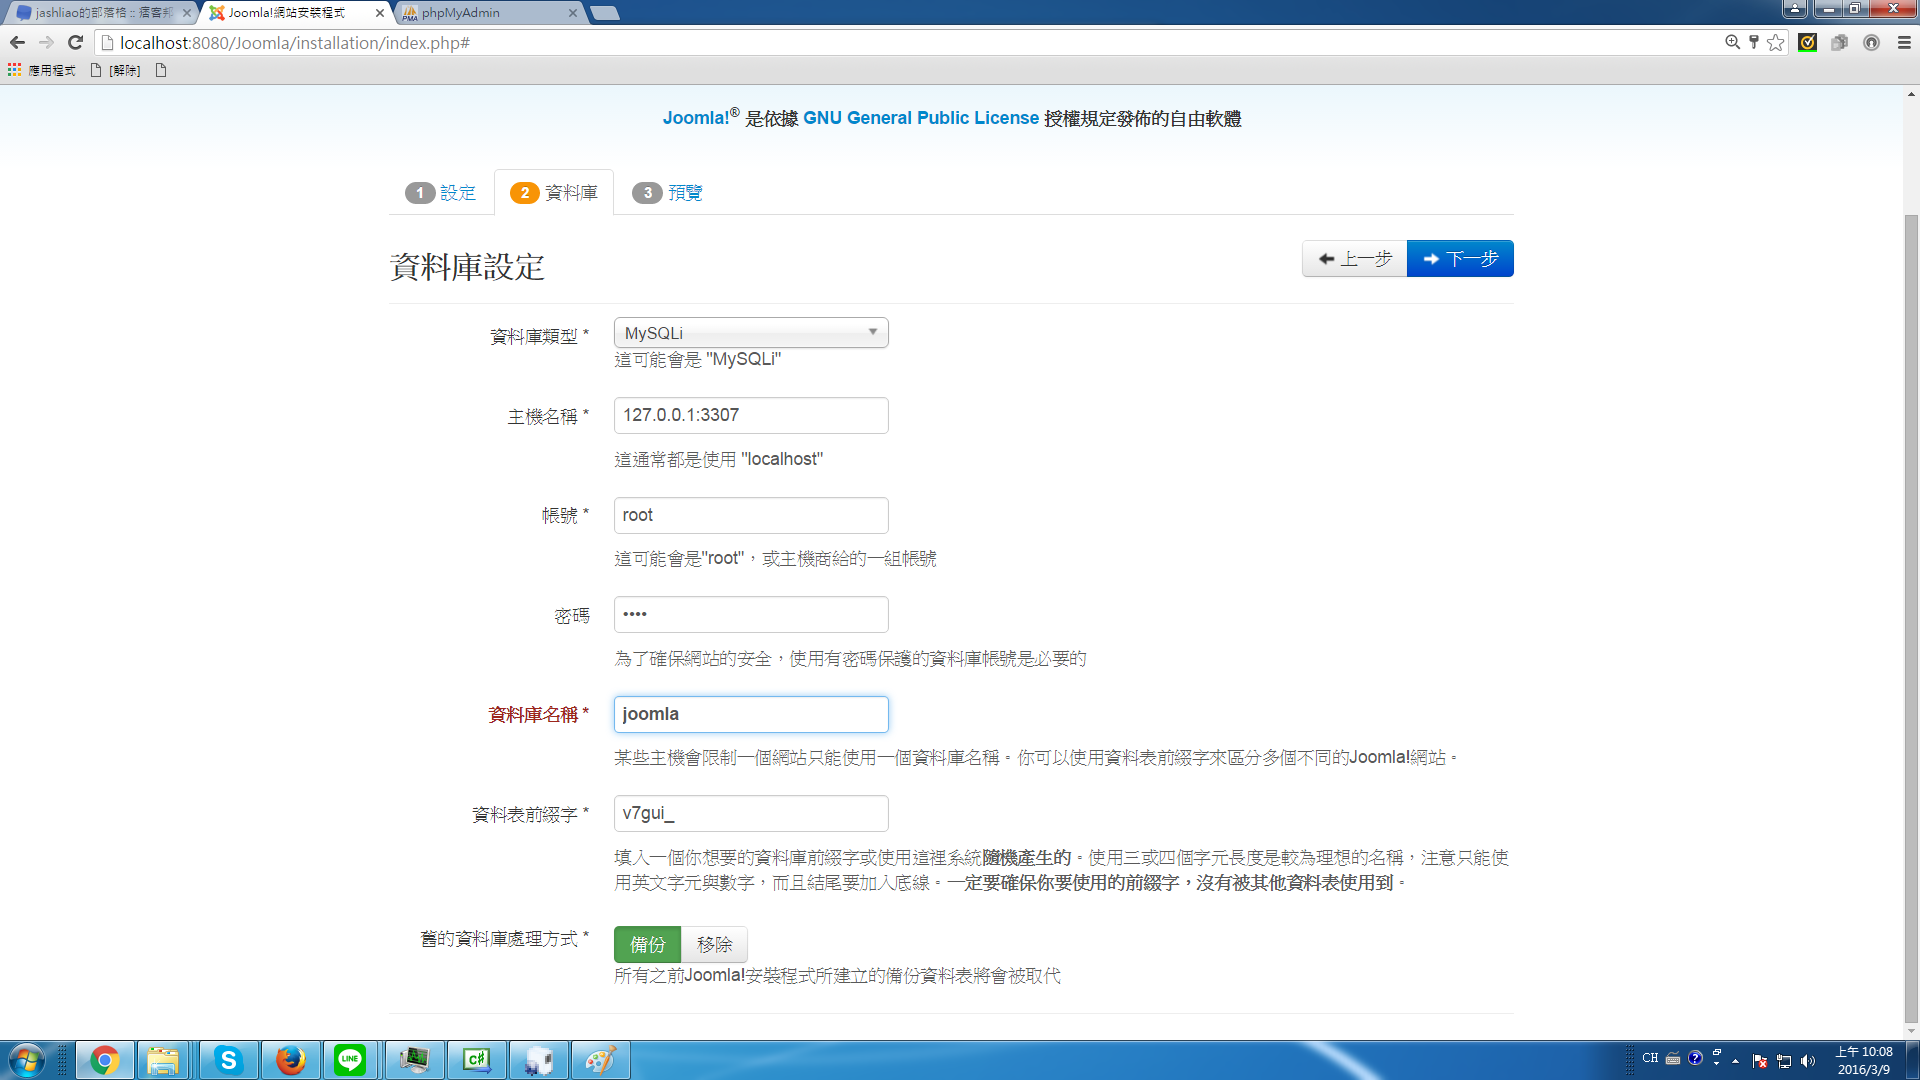 jashliao的部落格 :: 痞客邦
Joomla!網站安裝程式
phpMyAdmin
localhost:8080/Joomla/installation/index.php#
應用程式
[解除]
Joomla!® 是依據 GNU General Public License 授權規定發佈的自由軟體
1 設定
2 資料庫
3 預覽
資料庫設定
上一步
下一步
資料庫類型 *
MySQLi
這可能會是 "MySQLi"
主機名稱 *
127.0.0.1:3307
這通常都是使用 "localhost"
帳號 *
root
這可能會是"root"，或主機商給的一組帳號
密碼
••••
為了確保網站的安全，使用有密碼保護的資料庫帳號是必要的
資料庫名稱 *
joomla
某些主機會限制一個網站只能使用一個資料庫名稱。你可以使用資料表前綴字來區分多個不同的Joomla!網站。
資料表前綴字 *
v7gui_
填入一個你想要的資料庫前綴字或使用這裡系統隨機產生的。使用三或四個字元長度是較為理想的名稱，注意只能使
用英文字元與數字，而且結尾要加入底線。一定要確保你要使用的前綴字，沒有被其他資料表使用到。
舊的資料庫處理方式 *
備份
移除
所有之前Joomla!安裝程式所建立的備份資料表將會被取代
LINE
C#
CH
上午 10:08
2016/3/9